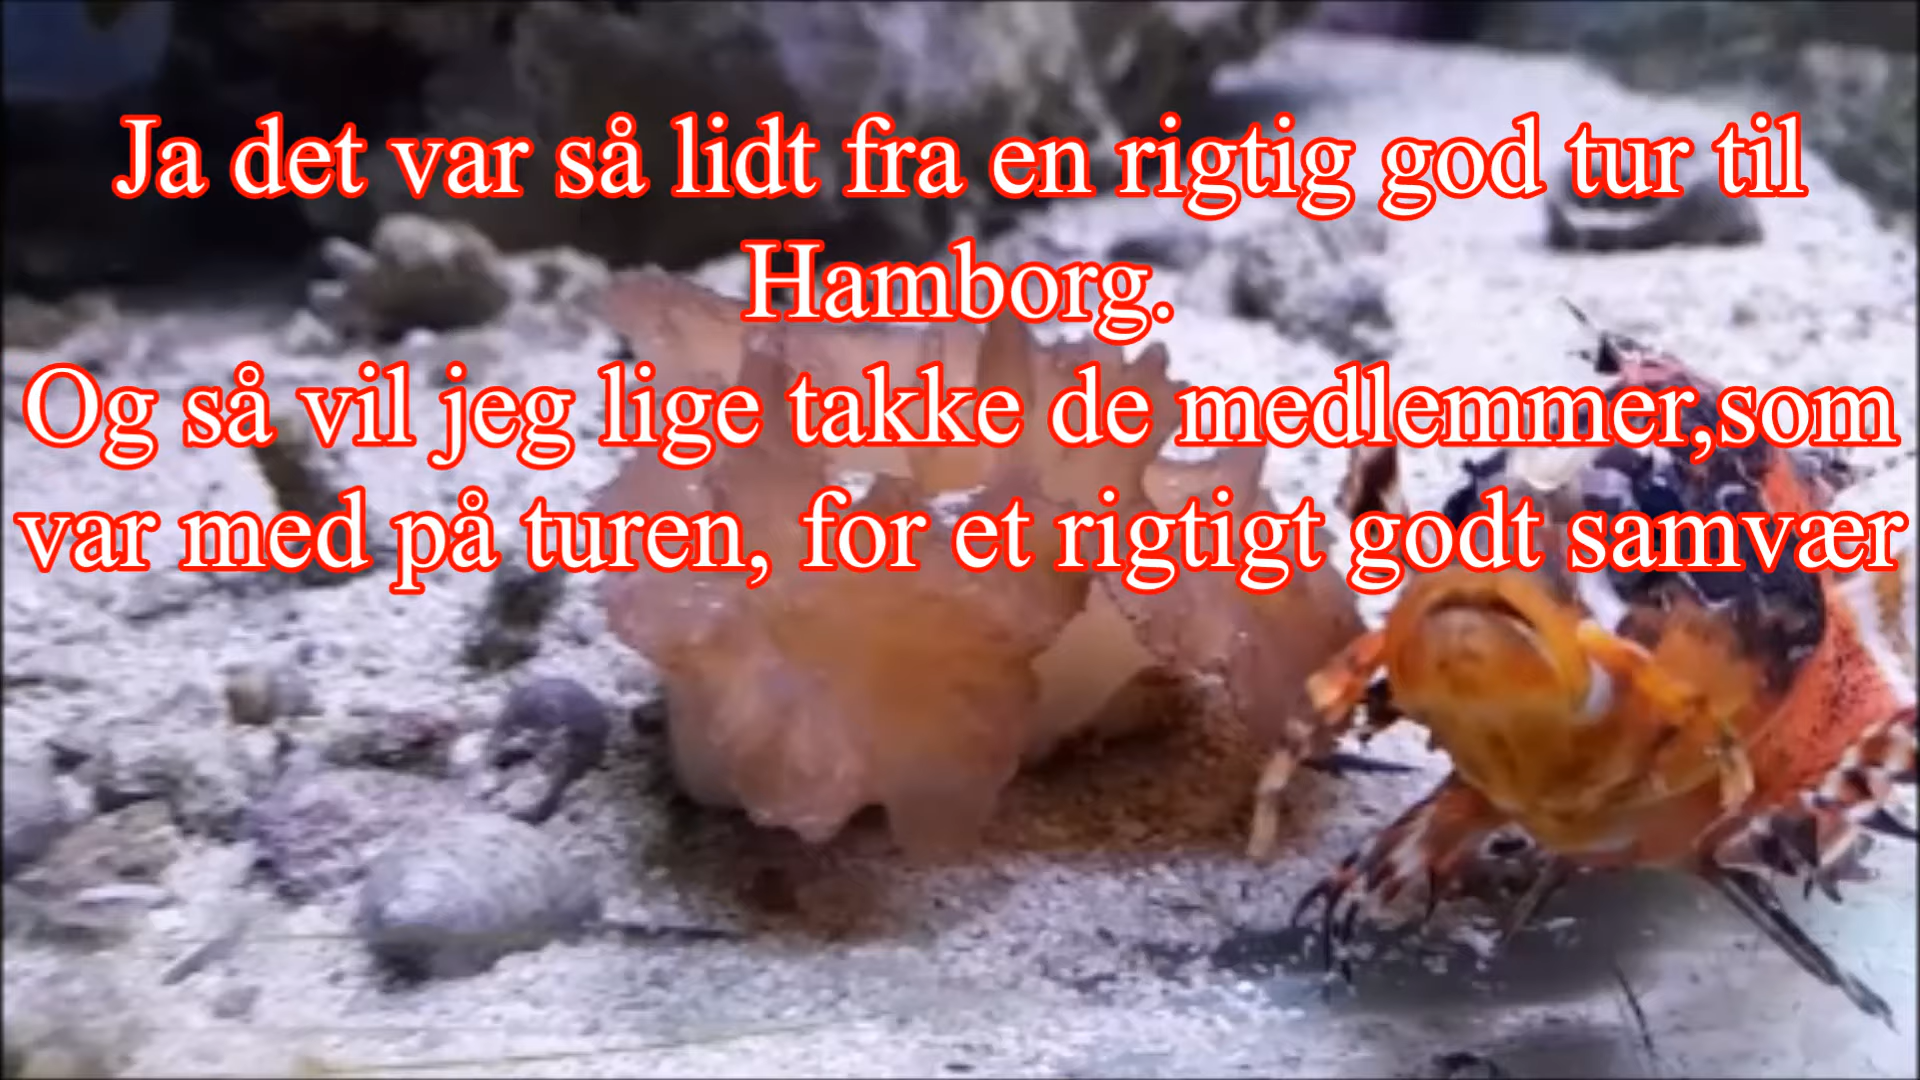 Ja det var så lidt fra en rigtig god tur til
Hamborg.
Og så vil jeg lige takke de medlemmer,som
var med på turen, for et rigtigt godt samvær